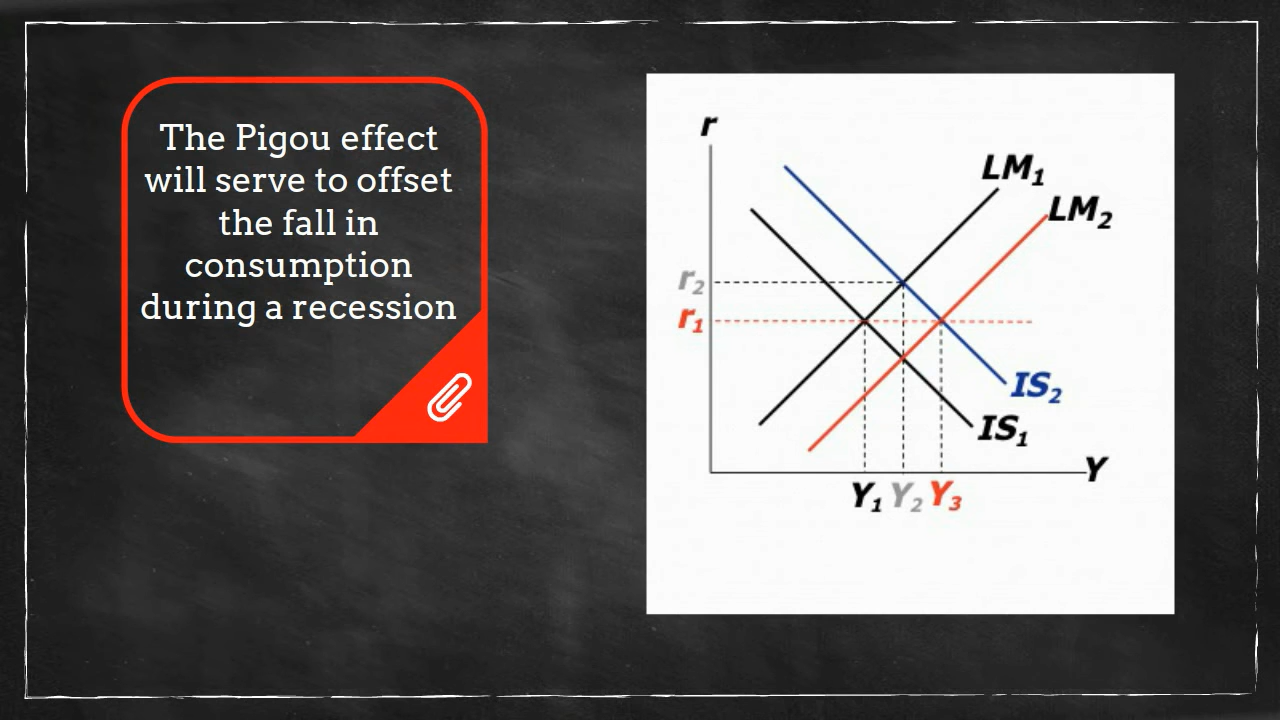 The Pigou effect
will serve to offset
the fall in
consumption
during a recession
r
LM₁
LM₂
r₂
r₁
IS₂
IS₁
Y
Y₁ Y₂ Y₃